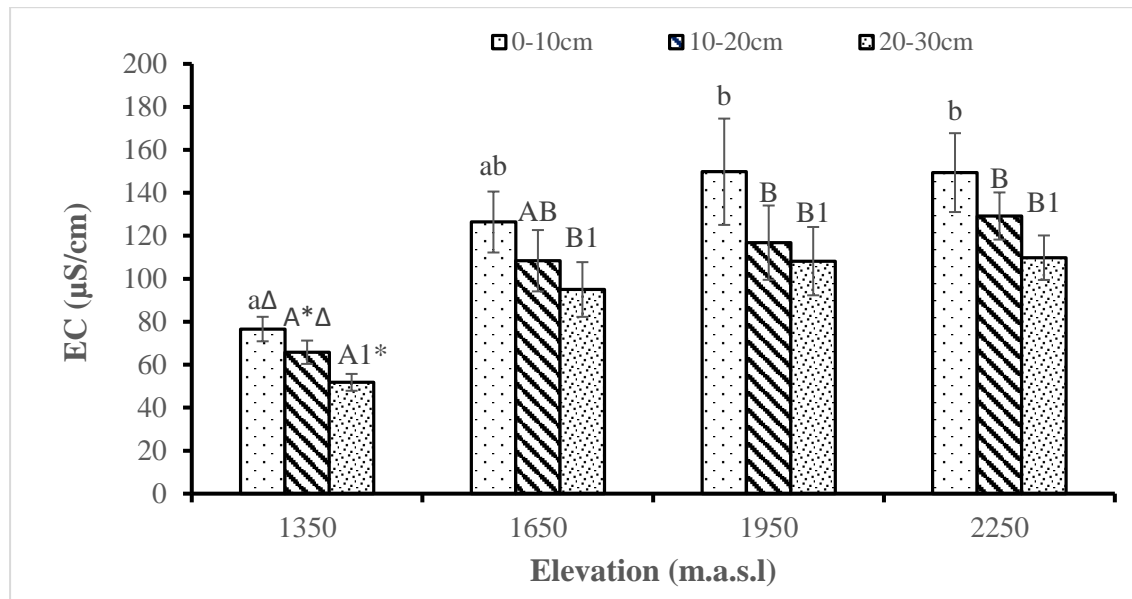 0-10cm 10-20cm 20-30cm
200
180
160
140
120
100
80
60
40
20
0
EC (µS/cm)
aΔ A*Δ A1*
ab AB B1
b B B1
b B B1
1350 1650 1950 2250
Elevation (m.a.s.l)